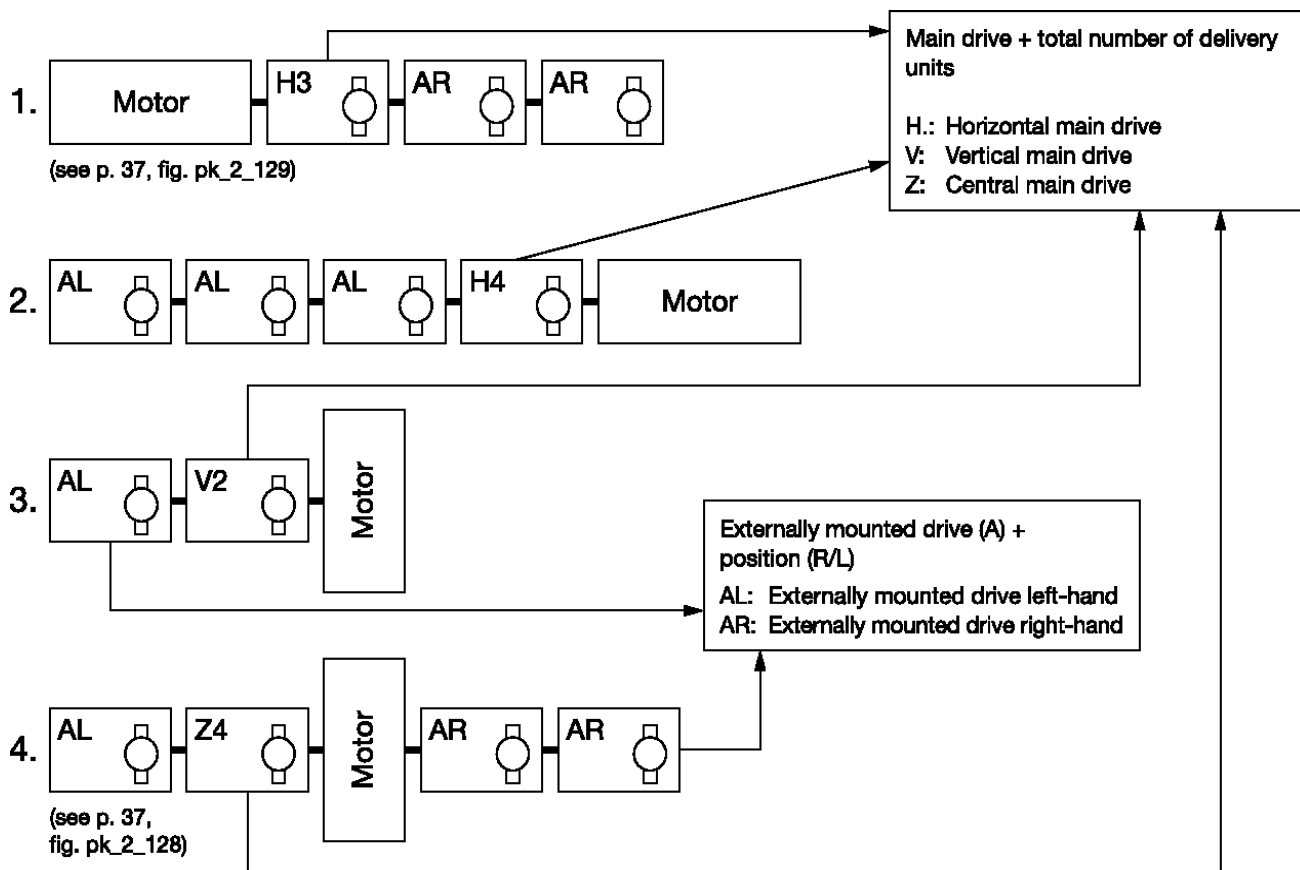 Main drive + total number of delivery
units
H.: Horizontal main drive
V: Vertical main drive
Z: Central main drive
1. Motor H3 AR AR
(see p. 37, fig. pk_2_129)
2. AL AL AL H4 Motor
3. AL V2 Motor
Externally mounted drive (A) +
position (R/L)
AL: Externally mounted drive left-hand
AR: Externally mounted drive right-hand
4. AL Z4 Motor AR AR
(see p. 37,
fig. pk_2_128)